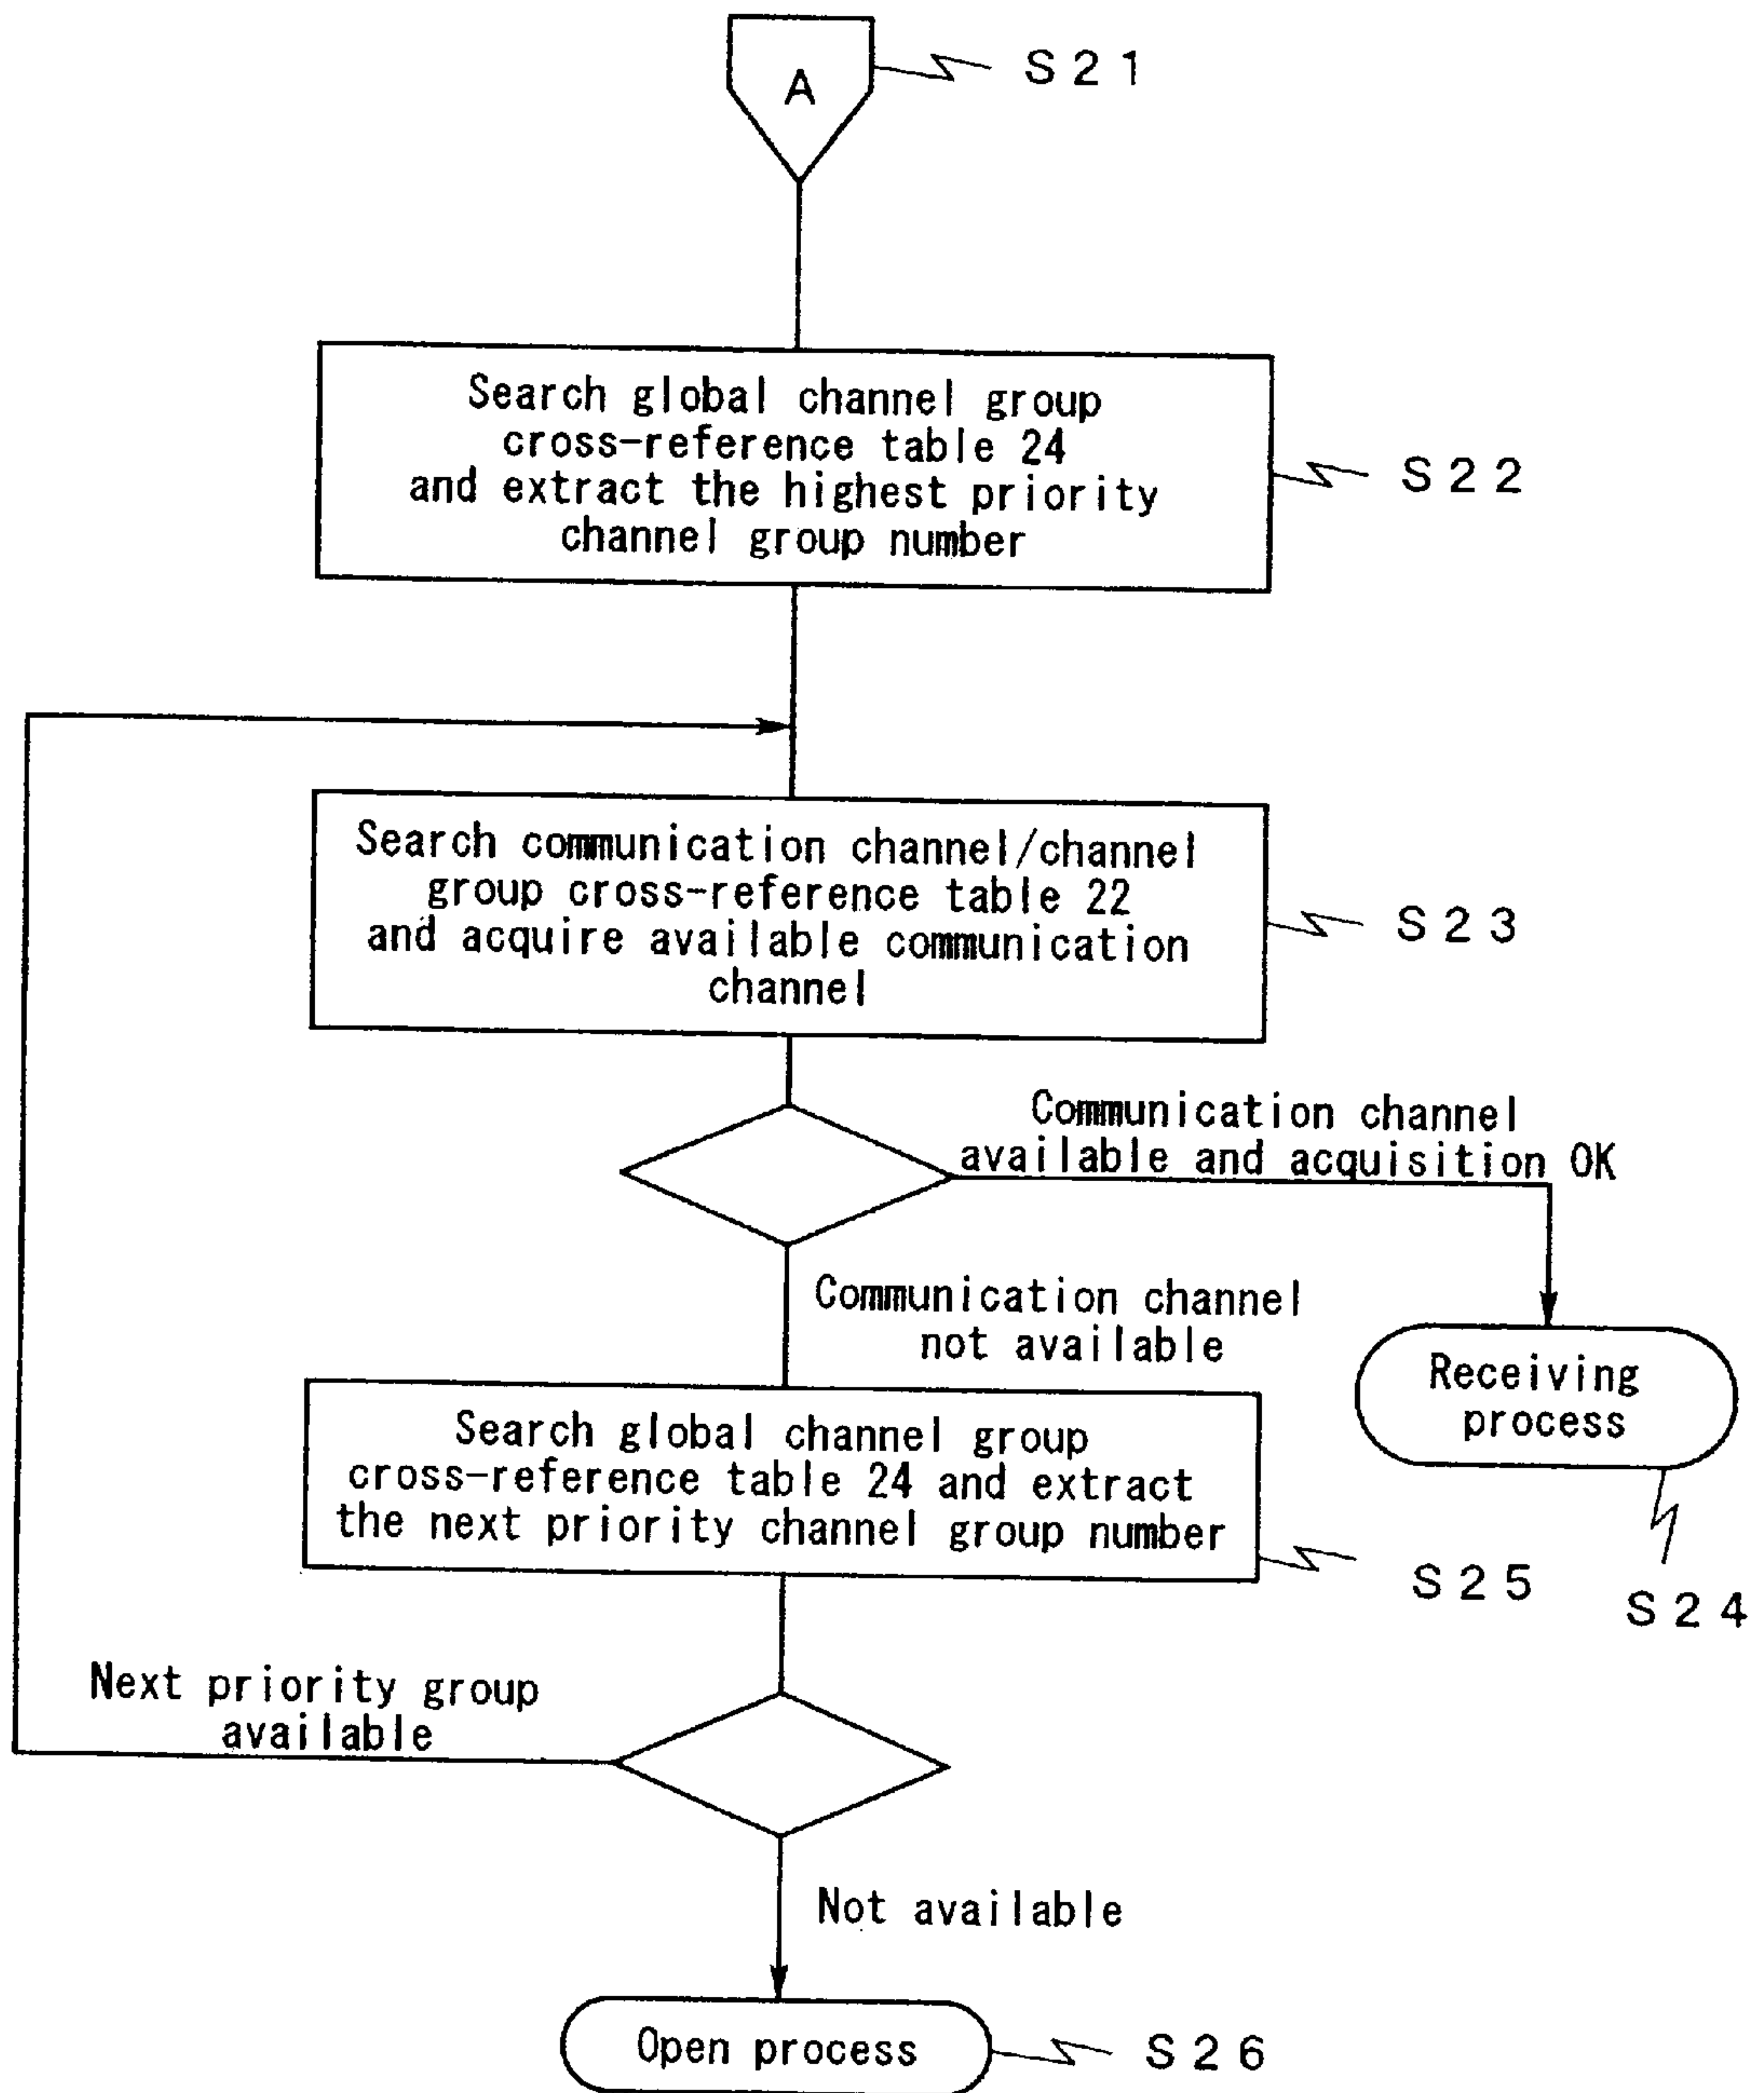 A
S21
Search global channel group
cross-reference table 24
and extract the highest priority
channel group number
S22
Search communication channel/channel
group cross-reference table 22
and acquire available communication
channel
S23
Communication channel
available and acquisition OK
Communication channel
not available
Receiving
process
S24
Search global channel group
cross-reference table 24 and extract
the next priority channel group number
S25
Next priority group
available
Not available
Open process
S26